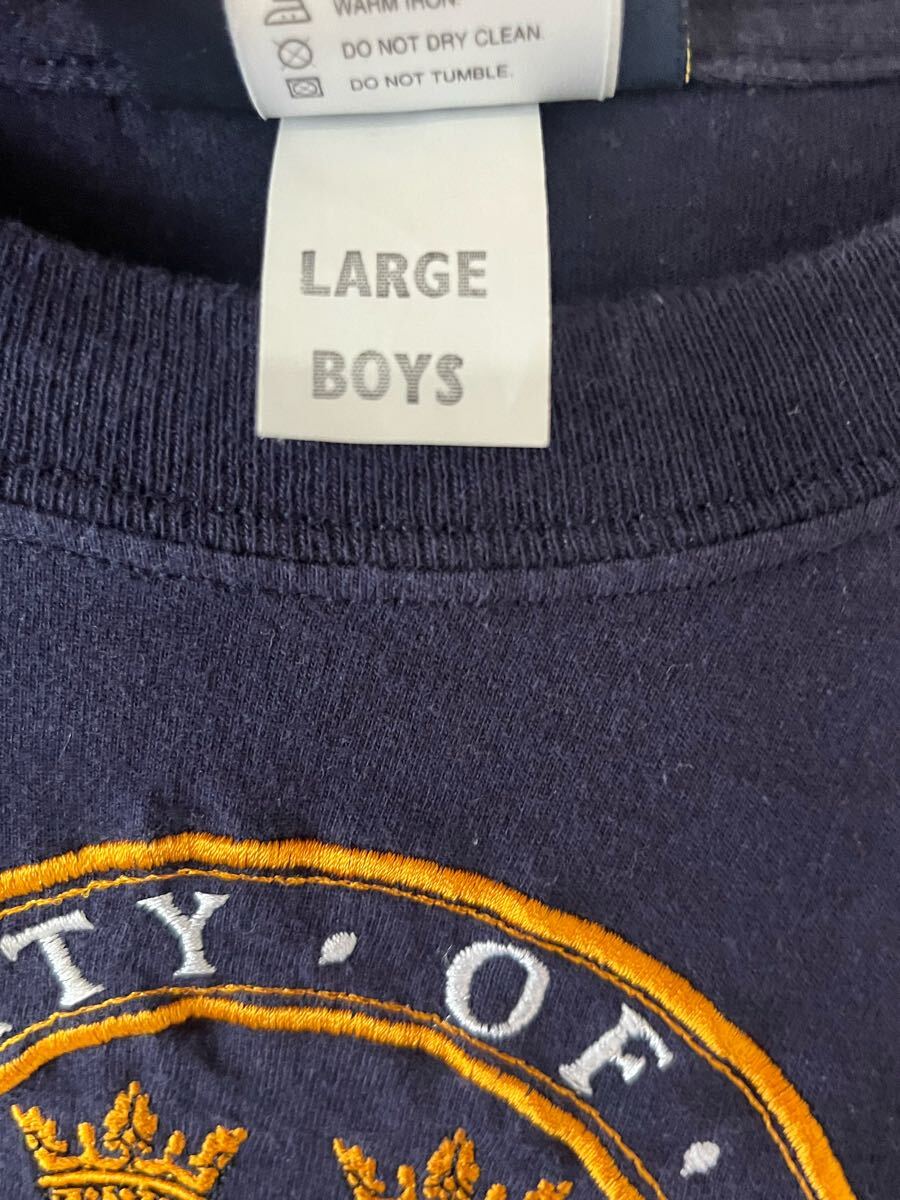 WARM IRON.
DO NOT DRY CLEAN.
DO NOT TUMBLE.
LARGE
BOYS
TY · OF ·